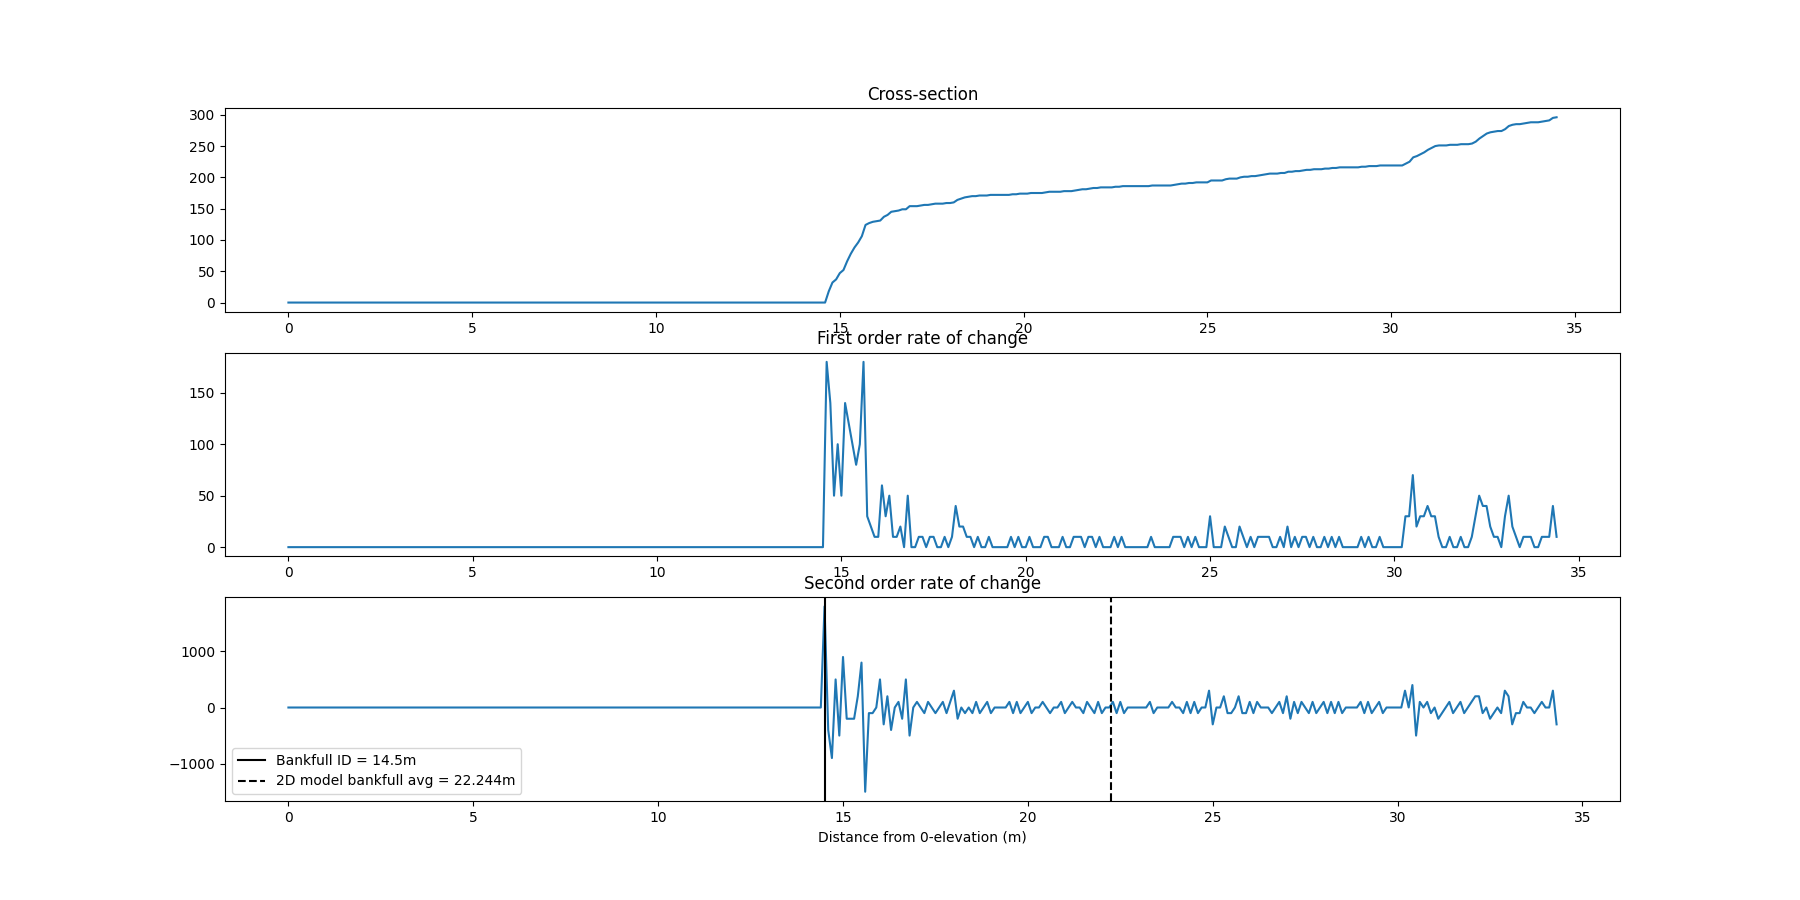 Cross-section
300
250
200
150
100
50
0
0 5 10 15 20 25 30 35
First order rate of change
150
100
50
0
0 5 10 15 20 25 30 35
Second order rate of change
1000
0
−1000
Bankfull ID = 14.5m
2D model bankfull avg = 22.244m
0 5 10 15 20 25 30 35
Distance from 0-elevation (m)